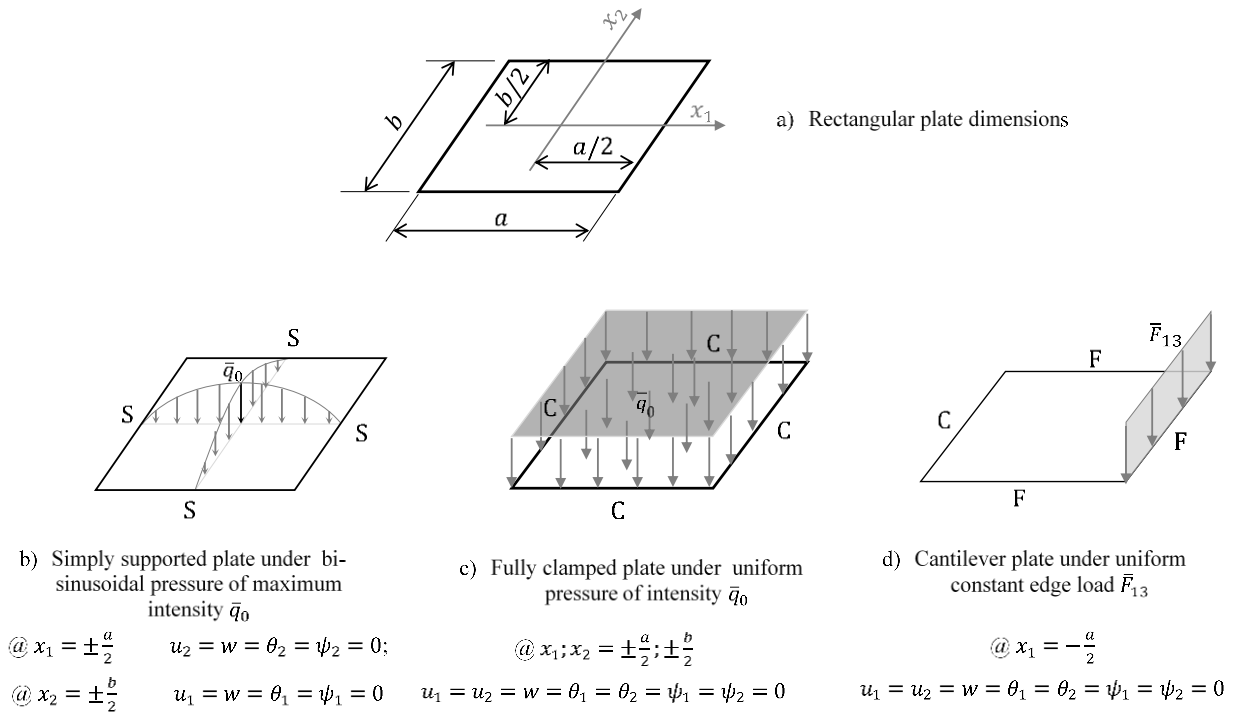 x₂
b
b/2
x₁
a/2
a
a) Rectangular plate dimensions
S
q̄₀
S
S
S
C
C
q̄₀
C
C
F̄₁₃
F
C
F
F
b) Simply supported plate under bi-
sinusoidal pressure of maximum
intensity q̄₀
@ x₁ = ±a/2 u₂ = w = θ₂ = ψ₂ = 0;
@ x₂ = ±b/2 u₁ = w = θ₁ = ψ₁ = 0
c) Fully clamped plate under uniform
pressure of intensity q̄₀
@ x₁; x₂ = ±a/2; ±b/2
u₁ = u₂ = w = θ₁ = θ₂ = ψ₁ = ψ₂ = 0
d) Cantilever plate under uniform
constant edge load F̄₁₃
@ x₁ = −a/2
u₁ = u₂ = w = θ₁ = θ₂ = ψ₁ = ψ₂ = 0